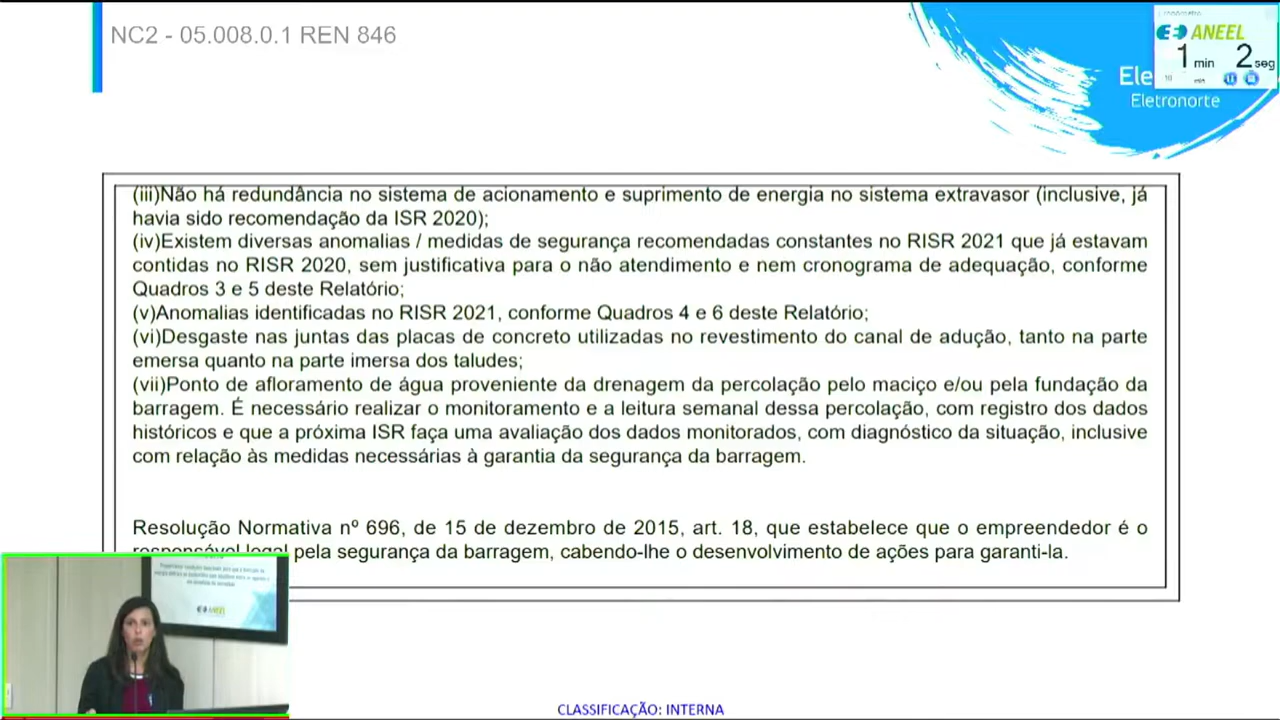 NC2 - 05.008.0.1 REN 846
ANEEL
1 min 2 seg
10 min
Ele
Eletronorte
(iii)Não há redundância no sistema de acionamento e suprimento de energia no sistema extravasor (inclusive, já
havia sido recomendação da ISR 2020);
(iv)Existem diversas anomalias / medidas de segurança recomendadas constantes no RISR 2021 que já estavam
contidas no RISR 2020, sem justificativa para o não atendimento e nem cronograma de adequação, conforme
Quadros 3 e 5 deste Relatório;
(v)Anomalias identificadas no RISR 2021, conforme Quadros 4 e 6 deste Relatório;
(vi)Desgaste nas juntas das placas de concreto utilizadas no revestimento do canal de adução, tanto na parte
emersa quanto na parte imersa dos taludes;
(vii)Ponto de afloramento de água proveniente da drenagem da percolação pelo maciço e/ou pela fundação da
barragem. É necessário realizar o monitoramento e a leitura semanal dessa percolação, com registro dos dados
históricos e que a próxima ISR faça uma avaliação dos dados monitorados, com diagnóstico da situação, inclusive
com relação às medidas necessárias à garantia da segurança da barragem.
Resolução Normativa nº 696, de 15 de dezembro de 2015, art. 18, que estabelece que o empreendedor é o
responsável legal pela segurança da barragem, cabendo-lhe o desenvolvimento de ações para garanti-la.
ANEEL
CLASSIFICAÇÃO: INTERNA